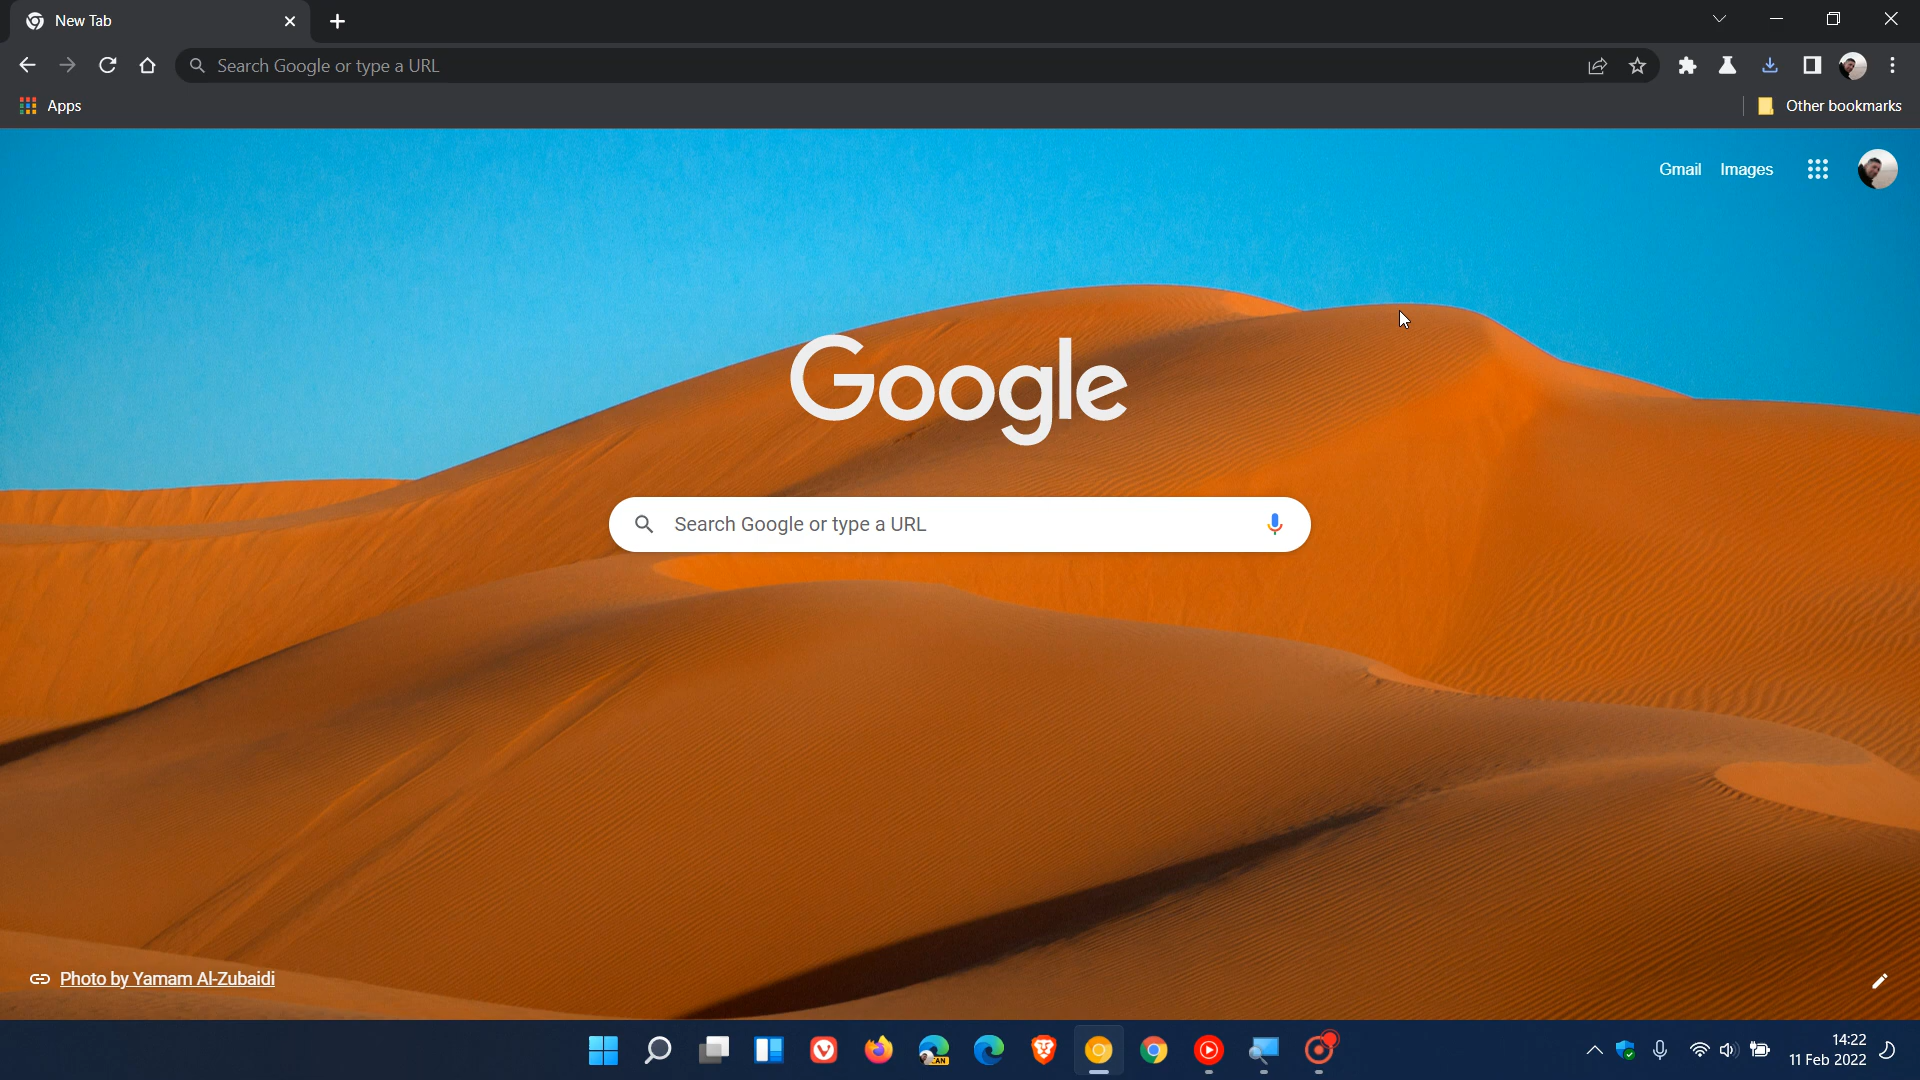 New Tab
Search Google or type a URL
Apps
Other bookmarks
Gmail Images
Google
Search Google or type a URL
Photo by Yamam Al-Zubaidi
CAN
14:22
11 Feb 2022